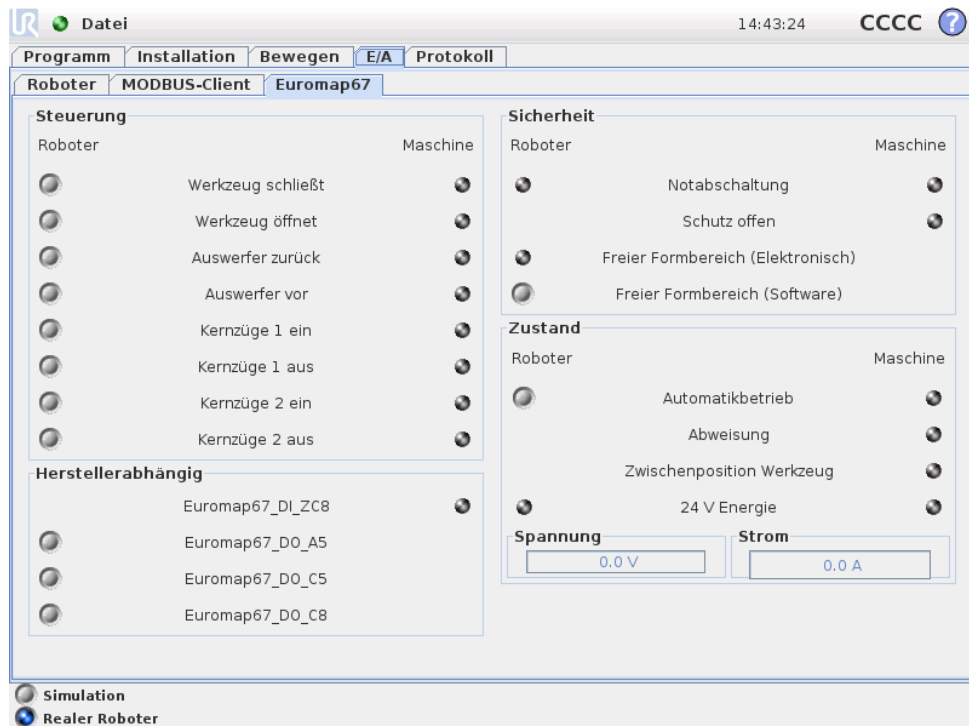 UR Datei 14:43:24 CCCC ?
Programm Installation Bewegen E/A Protokoll
Roboter MODBUS-Client Euromap67
Steuerung
Roboter Maschine
Werkzeug schließt
Werkzeug öffnet
Auswerfer zurück
Auswerfer vor
Kernzüge 1 ein
Kernzüge 1 aus
Kernzüge 2 ein
Kernzüge 2 aus
Herstellerabhängig
Euromap67_DI_ZC8
Euromap67_DO_A5
Euromap67_DO_C5
Euromap67_DO_C8
Sicherheit
Roboter Maschine
Notabschaltung
Schutz offen
Freier Formbereich (Elektronisch)
Freier Formbereich (Software)
Zustand
Roboter Maschine
Automatikbetrieb
Abweisung
Zwischenposition Werkzeug
24 V Energie
Spannung Strom
0.0 V 0.0 A
Simulation
Realer Roboter